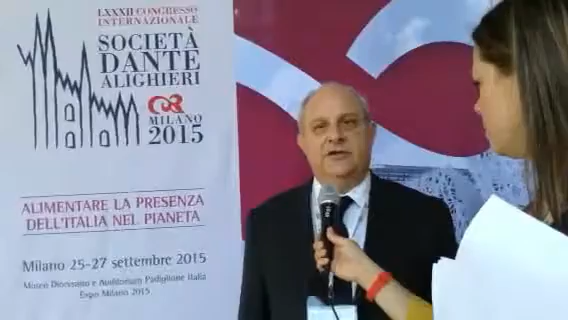 LXXXII CONGRESSO
INTERNAZIONALE
SOCIETÀ
DANTE
ALIGHIERI
MILANO
2015
ALIMENTARE LA PRESENZA
DELL'ITALIA NEL PIANETA
Milano 25-27 settembre 2015
Museo Diocesano e Auditorium Padiglione Italia
Expo Milano 2015